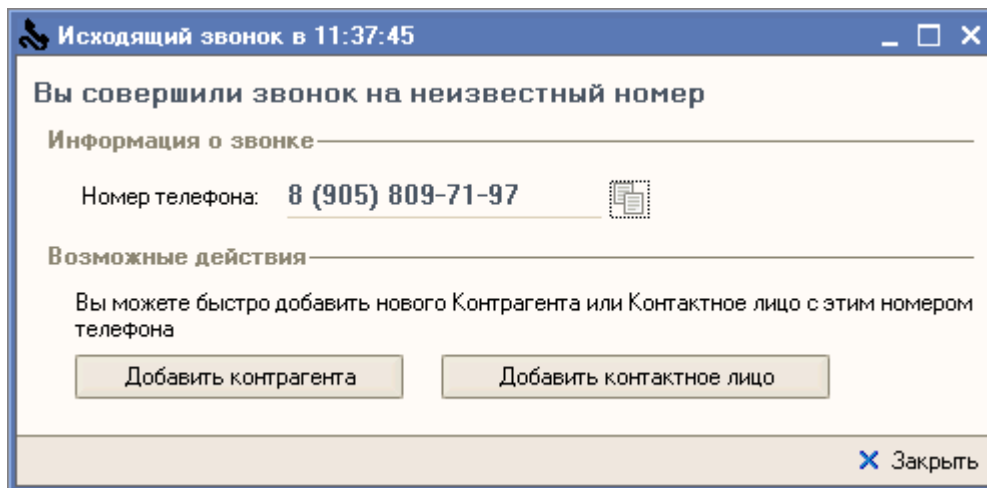 Исходящий звонок в 11:37:45
Вы совершили звонок на неизвестный номер
Информация о звонке
Номер телефона: 8 (905) 809-71-97
Возможные действия
Вы можете быстро добавить нового Контрагента или Контактное лицо с этим номером
телефона
Добавить контрагента Добавить контактное лицо
Закрыть